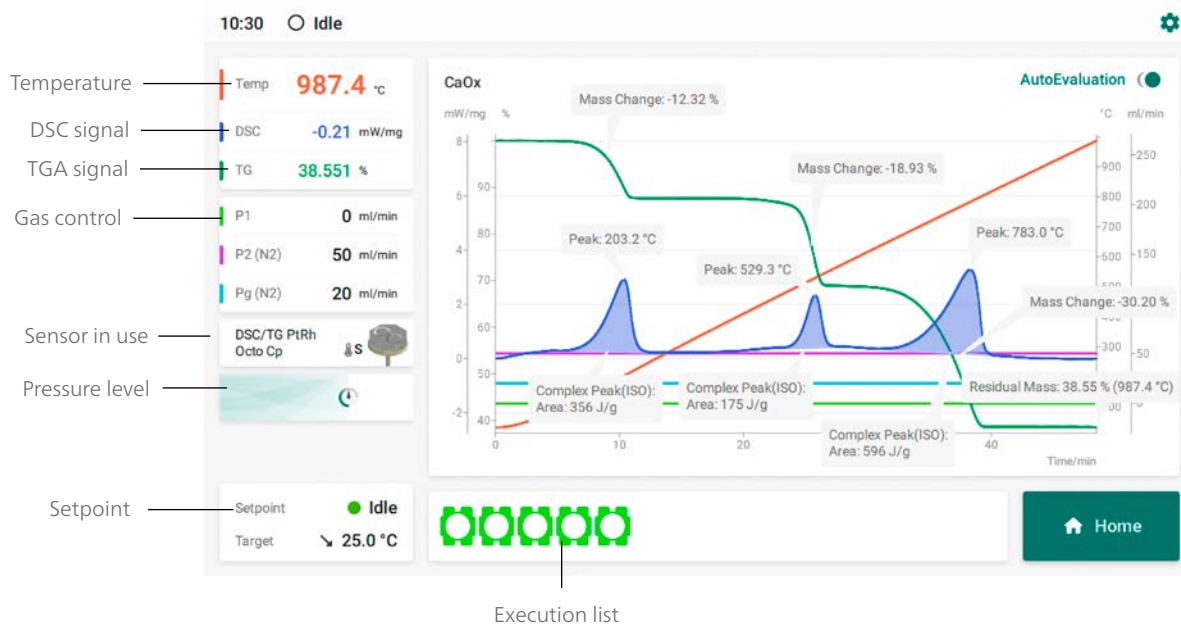 10:30 Idle
Temperature
DSC signal
TGA signal
Gas control
Sensor in use
Pressure level
Setpoint
Temp 987.4 °C
DSC -0.21 mW/mg
TG 38.551 %
P1 0 ml/min
P2 (N2) 50 ml/min
Pg (N2) 20 ml/min
DSC/TG PtRh
Octo Cp S
Setpoint Idle
Target ↘ 25.0 °C
CaOx
AutoEvaluation
mW/mg %
°C ml/min
8
6
4
2
0
-2
90
80
70
60
50
40
900
800
700
600
300
250
200
150
50
Mass Change: -12.32 %
Mass Change: -18.93 %
Peak: 203.2 °C
Peak: 529.3 °C
Peak: 783.0 °C
Mass Change: -30.20 %
Complex Peak(ISO):
Area: 356 J/g
Complex Peak(ISO):
Area: 175 J/g
Residual Mass: 38.55 % (987.4 °C)
Complex Peak(ISO):
Area: 596 J/g
0 10 20 40
Time/min
Home
Execution list